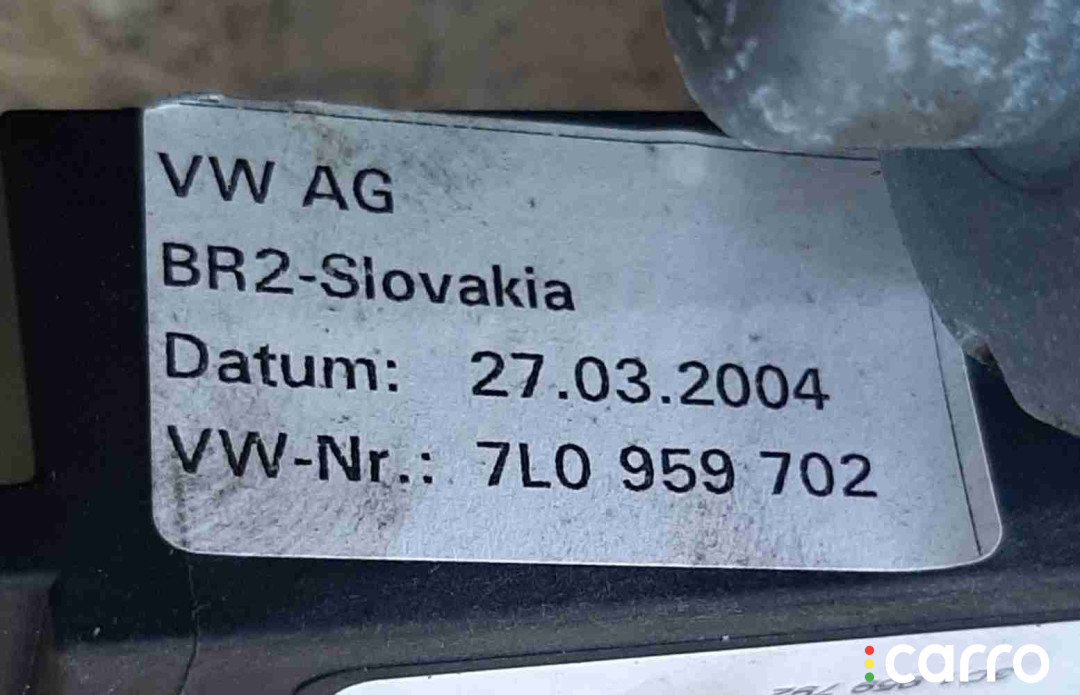 VW AG
BR2-Slovakia
Datum: 27.03.2004
VW-Nr.: 7L0 959 702
carro